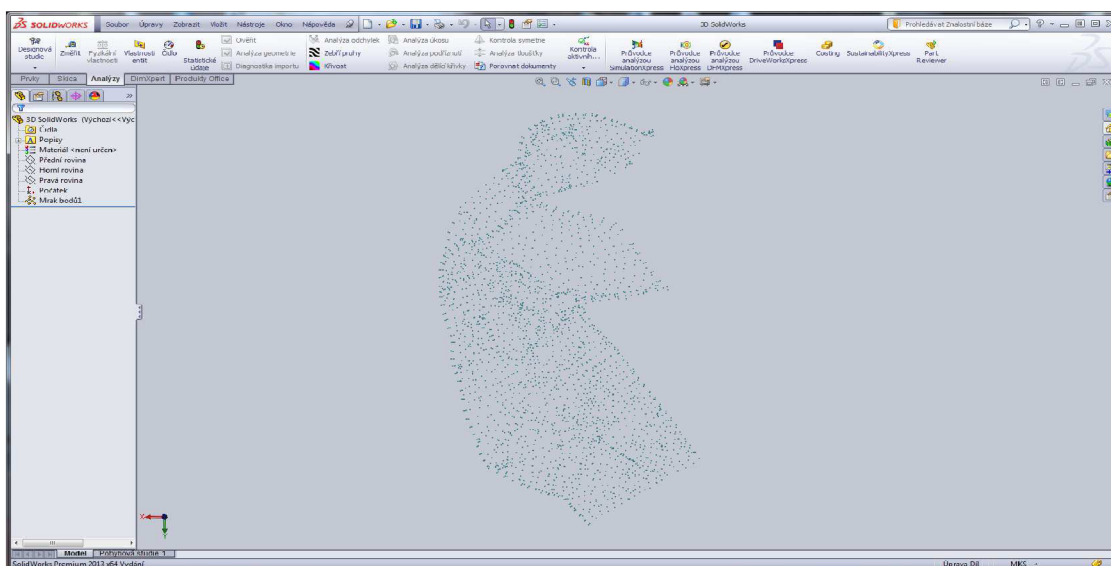 SOLIDWORKS Soubor Úpravy Zobrazit Vložit Nástroje Okno Nápověda 3D SolidWorks Prohledávat Znalostní báze
Designová studie Změřit Fyzikální vlastnosti Vlastnosti entit Čidlo Statistické údaje
Ověřit Analýza odchylek Analýza úkosu Kontrola symetrie
Analýza geometrie Zebří pruhy Analýza podříznutí Analýza tloušťky
Diagnostika importu Křivost Analýza dělicí křivky Porovnat dokumenty
Kontrola aktivních... Průvodce analýzou SimulationXpress Průvodce analýzou FloXpress Průvodce analýzou DFMXpress Průvodce DriveWorksXpress Costing SustainabilityXpress Part Reviewer
Prvky Skica Analýzy DimXpert Produkty Office
3D SolidWorks (Výchozí<<Výc
Čidla
Popisy
Materiál <není určen>
Přední rovina
Horní rovina
Pravá rovina
Počátek
Mrak bodů1
X
Y
Model Pohybová studie 1
SolidWorks Premium 2013 x64 Vydání Úprava Díl MKS